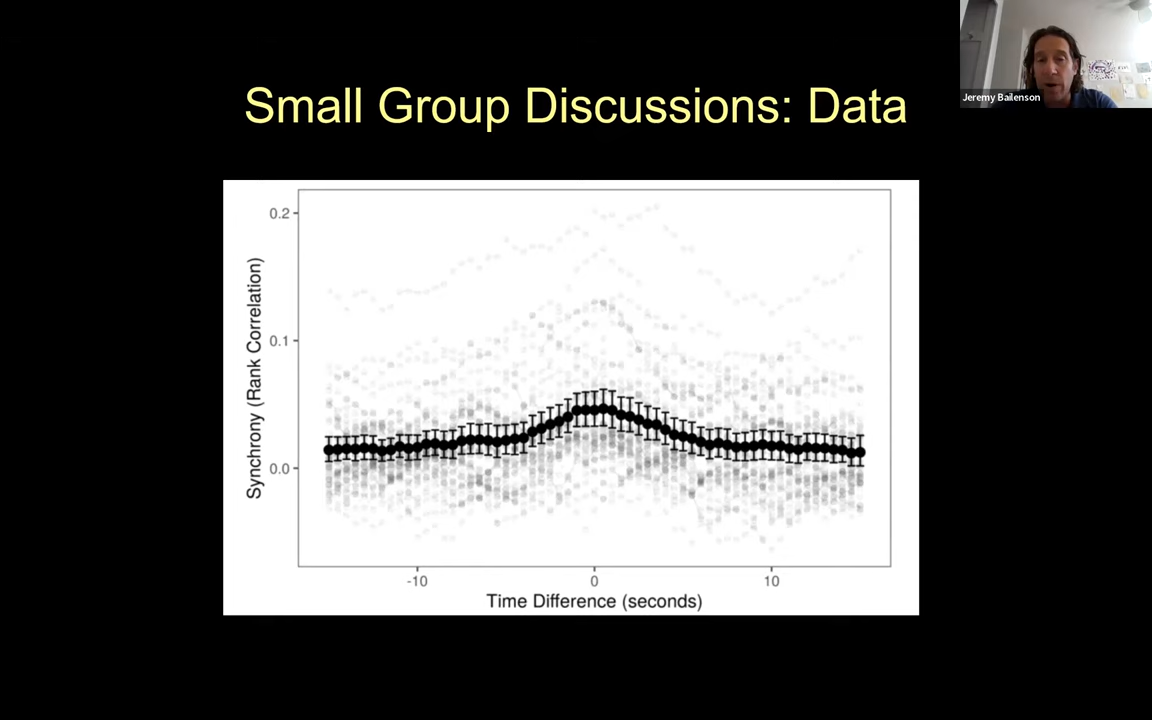 Small Group Discussions: Data
Jeremy Bailenson
Synchrony (Rank Correlation)
0.2
0.1
0.0
-10
0
10
Time Difference (seconds)